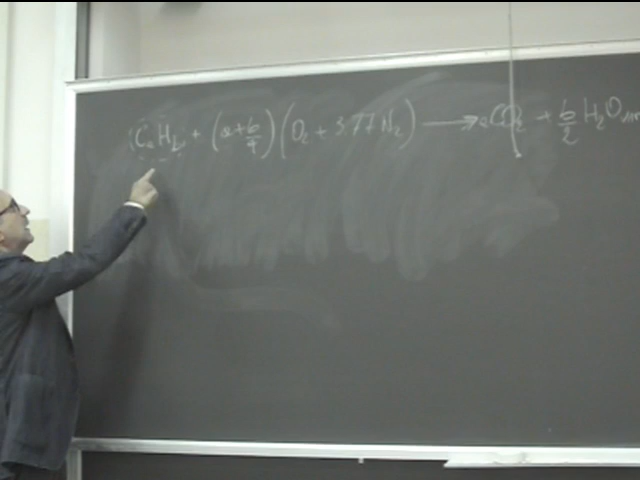 (CaHb + (a+b/4)(O2 + 3.77 N2) → aCO2 + b/2 H2O